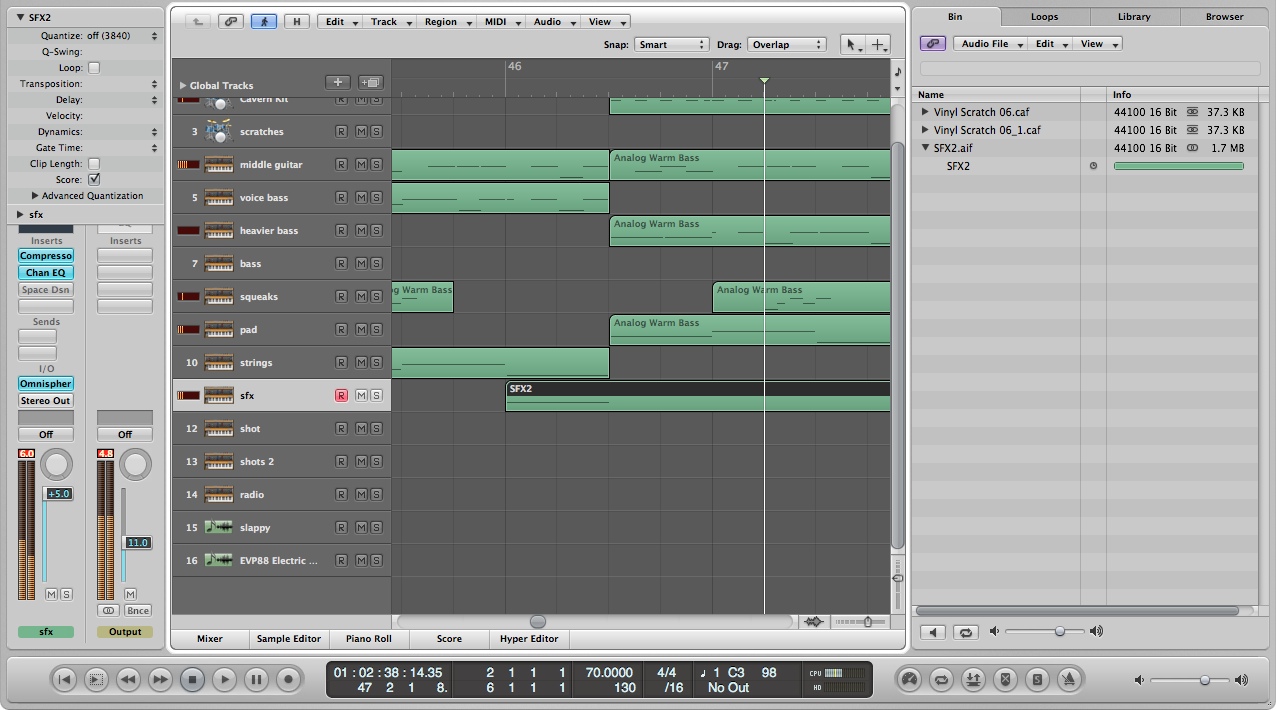 SFX2
Quantize: off (3840)
Q-Swing:
Loop:
Transposition:
Delay:
Velocity:
Dynamics:
Gate Time:
Clip Length:
Score:
Advanced Quantization
sfx
Inserts
Compresso
Chan EQ
Space Dsn
Sends
I/O
Omnispher
Stereo Out
Off
6.0
+5.0
M S
sfx
Inserts
Off
4.8
11.0
M
Bnce
Output
H Edit Track Region MIDI Audio View
Snap: Smart Drag: Overlap
Global Tracks
46 47
Cavern Kit R M S
3 scratches R M S
middle guitar R M S Analog Warm Bass
5 voice bass R M S
heavier bass R M S Analog Warm Bass
7 bass R M S
squeaks R M S g Warm Bass Analog Warm Bass
pad R M S Analog Warm Bass
10 strings R M S
sfx R M S SFX2
12 shot R M S
13 shots 2 R M S
14 radio R M S
15 slappy R M S
16 EVP88 Electric ... R M S
Mixer Sample Editor Piano Roll Score Hyper Editor
Bin Loops Library Browser
Audio File Edit View
Name Info
Vinyl Scratch 06.caf 44100 16 Bit 37.3 KB
Vinyl Scratch 06_1.caf 44100 16 Bit 37.3 KB
SFX2.aif 44100 16 Bit 1.7 MB
SFX2
01 : 02 : 38 : 14.35 2 1 1 1 70.0000 4/4 1 C3 98 CPU
47 2 1 8. 6 1 1 1 130 /16 No Out HD
S